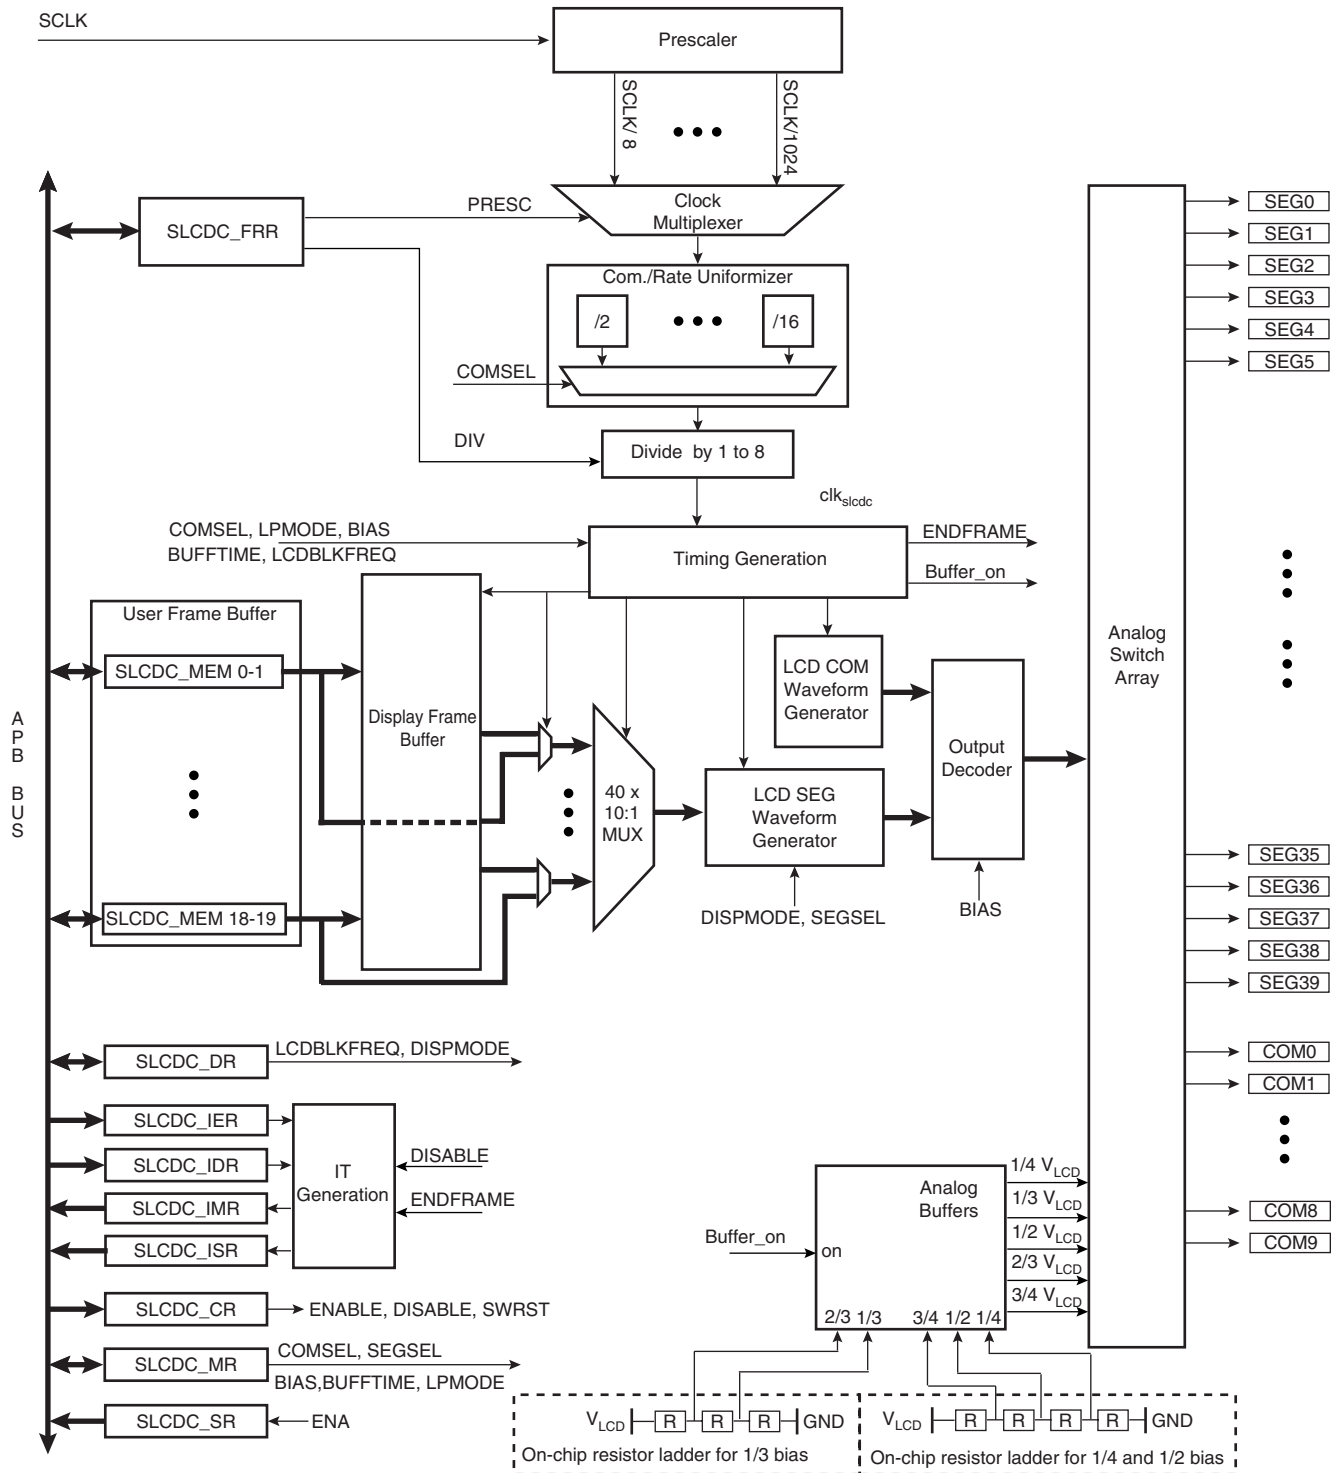 SCLK
Prescaler
SCLK/ 8
SCLK/1024
SLCDC_FRR
PRESC
Clock
Multiplexer
Com./Rate Uniformizer
/2
/16
COMSEL
DIV
Divide by 1 to 8
clkslcdc
COMSEL, LPMODE, BIAS
BUFFTIME, LCDBLKFREQ
Timing Generation
ENDFRAME
Buffer_on
User Frame Buffer
SLCDC_MEM 0-1
SLCDC_MEM 18-19
Display Frame
Buffer
40 x
10:1
MUX
LCD COM
Waveform
Generator
LCD SEG
Waveform
Generator
DISPMODE, SEGSEL
Output
Decoder
BIAS
Analog
Switch
Array
SEG0
SEG1
SEG2
SEG3
SEG4
SEG5
SEG35
SEG36
SEG37
SEG38
SEG39
COM0
COM1
COM8
COM9
APB BUS
SLCDC_DR
LCDBLKFREQ, DISPMODE
SLCDC_IER
SLCDC_IDR
SLCDC_IMR
SLCDC_ISR
IT
Generation
DISABLE
ENDFRAME
SLCDC_CR
ENABLE, DISABLE, SWRST
SLCDC_MR
COMSEL, SEGSEL
BIAS,BUFFTIME, LPMODE
SLCDC_SR
ENA
Buffer_on
on
Analog
Buffers
2/3 1/3 3/4 1/2 1/4
1/4 VLCD
1/3 VLCD
1/2 VLCD
2/3 VLCD
3/4 VLCD
VLCD R R R GND
On-chip resistor ladder for 1/3 bias
VLCD R R R R GND
On-chip resistor ladder for 1/4 and 1/2 bias